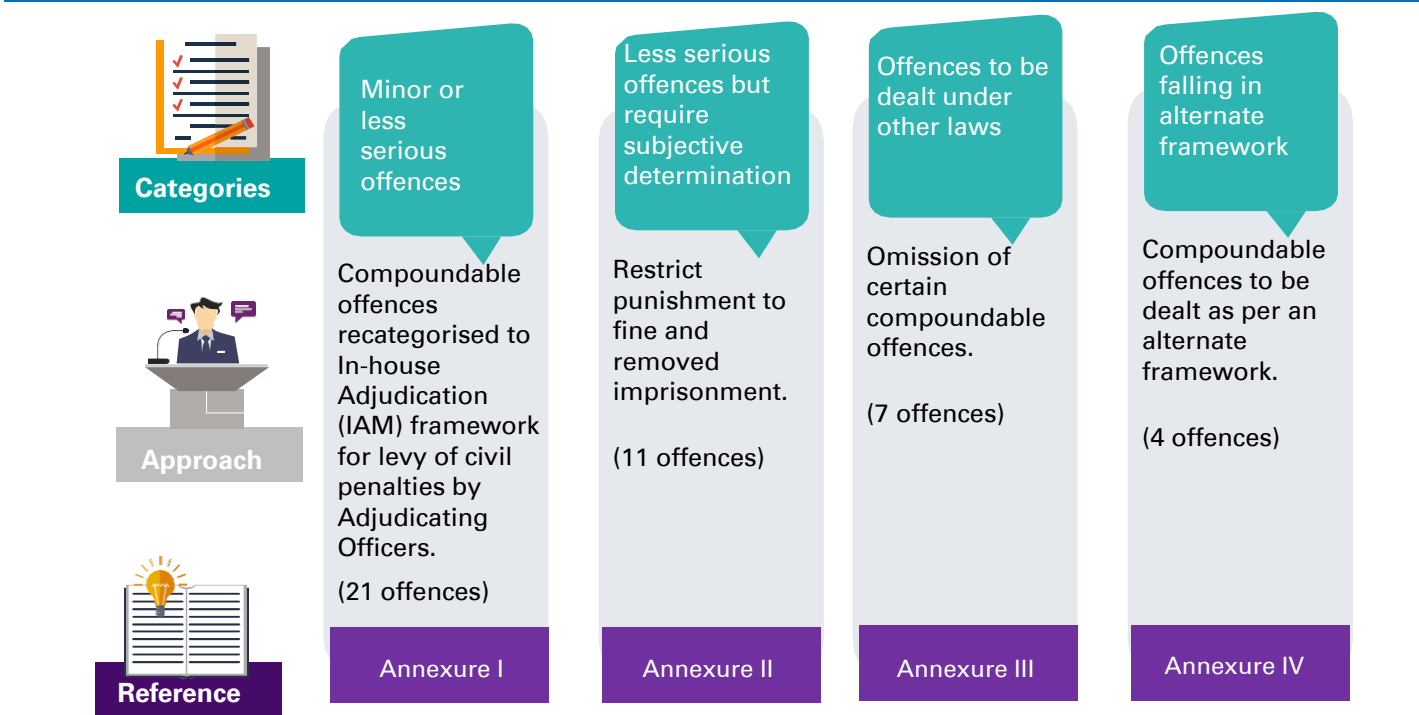 Categories
Minor or
less
serious
offences
Less serious
offences but
require
subjective
determination
Offences to be
dealt under
other laws
Offences
falling in
alternate
framework
Approach
Compoundable
offences
recategorised to
In-house
Adjudication
(IAM) framework
for levy of civil
penalties by
Adjudicating
Officers.
(21 offences)
Restrict
punishment to
fine and
removed
imprisonment.
(11 offences)
Omission of
certain
compoundable
offences.
(7 offences)
Compoundable
offences to be
dealt as per an
alternate
framework.
(4 offences)
Reference
Annexure I
Annexure II
Annexure III
Annexure IV